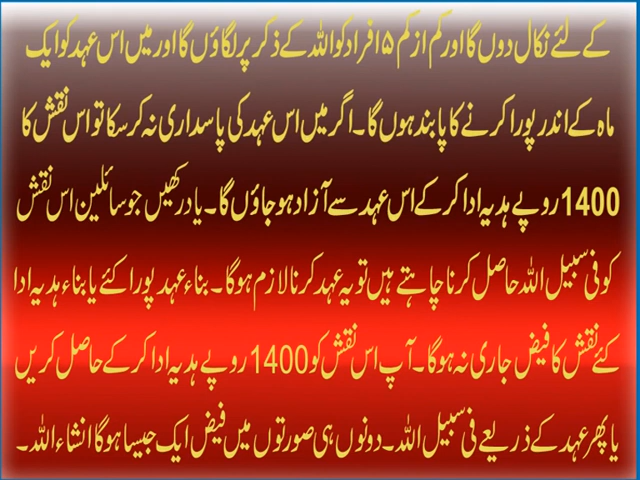 کے لئے نکال دوں گا اور کم از کم ۱۵ افراد کو اللہ کے ذکر پر لگاؤں گا اور میں اس عہد کو ایک
ماہ کے اندر پورا کرنے کا پابند ہوں گا۔ اگر میں اس عہد کی پاسداری نہ کر سکا تو اس نقش کا
1400 روپے ہدیہ ادا کر کے اس عہد سے آزاد ہو جاؤں گا۔ یاد رکھیں جو سائلین اس نقش
کو فی سبیل اللہ حاصل کرنا چاہتے ہیں تو یہ عہد کرنا لازم ہوگا۔ بناء عہد پورا کئے یا بناء ہدیہ ادا
کئے نقش کا فیض جاری نہ ہوگا۔ آپ اس نقش کو 1400 روپے ہدیہ ادا کر کے حاصل کریں
یا پھر عہد کے ذریعے فی سبیل اللہ۔ دونوں ہی صورتوں میں فیض ایک جیسا ہوگا انشاء اللہ۔